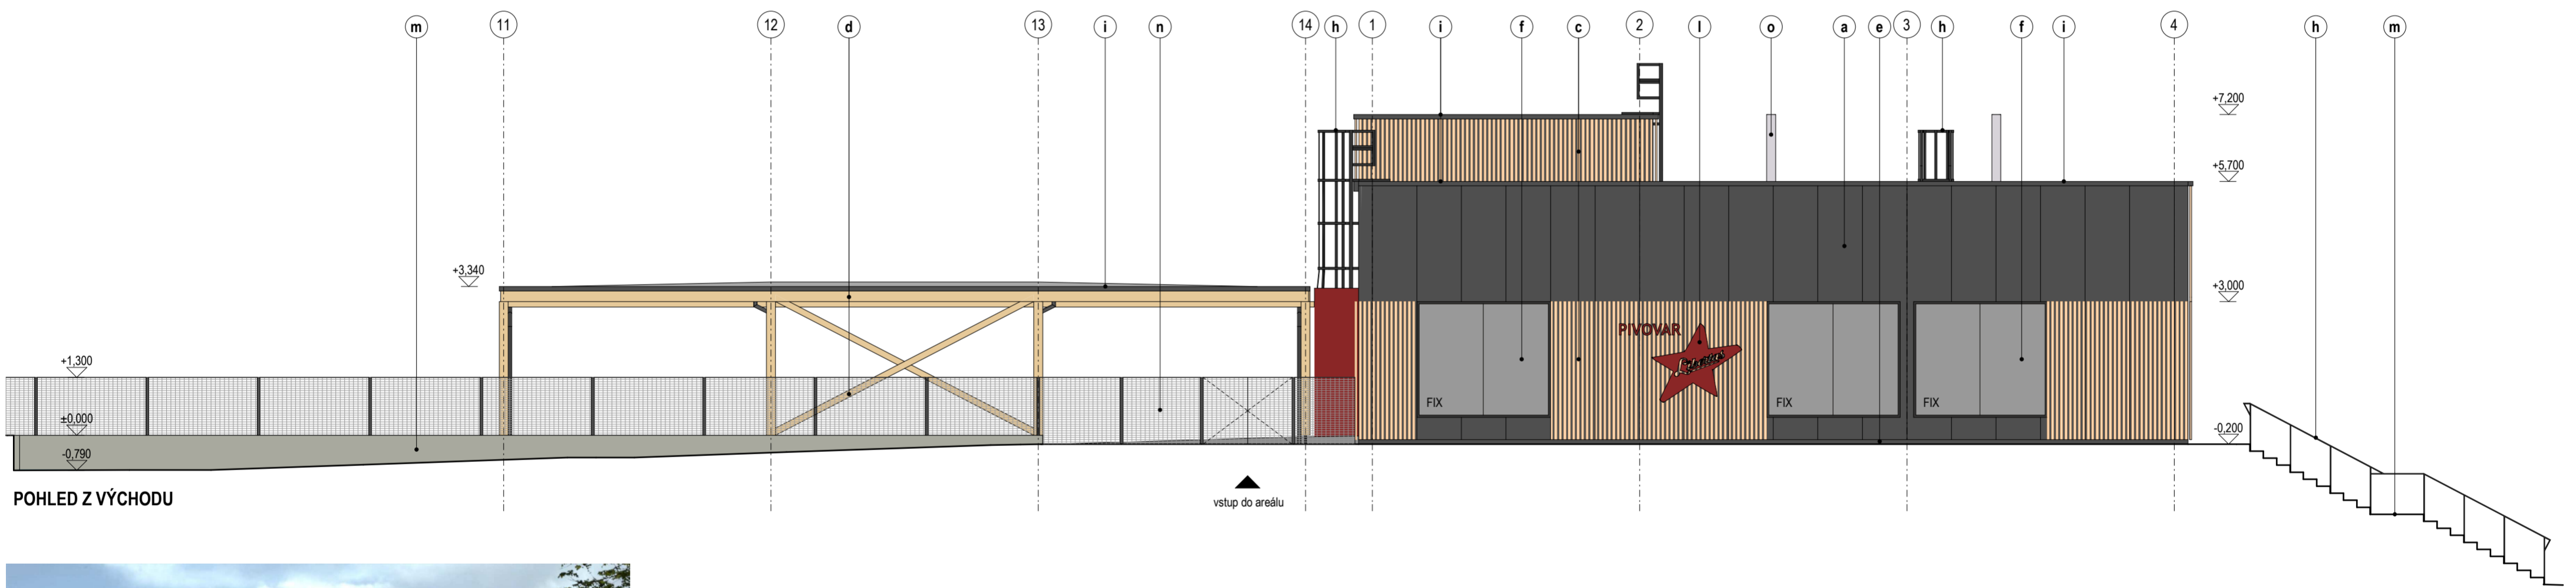 m 11 12 d 13 i n 14 h 1 i f c 2 l o a e 3 h f i 4 h m
+7,200
+5,700
+3,340
+3,000
PIVOVAR
+1,300
FIX FIX FIX
±0,000
-0,200
-0,790
POHLED Z VÝCHODU
vstup do areálu